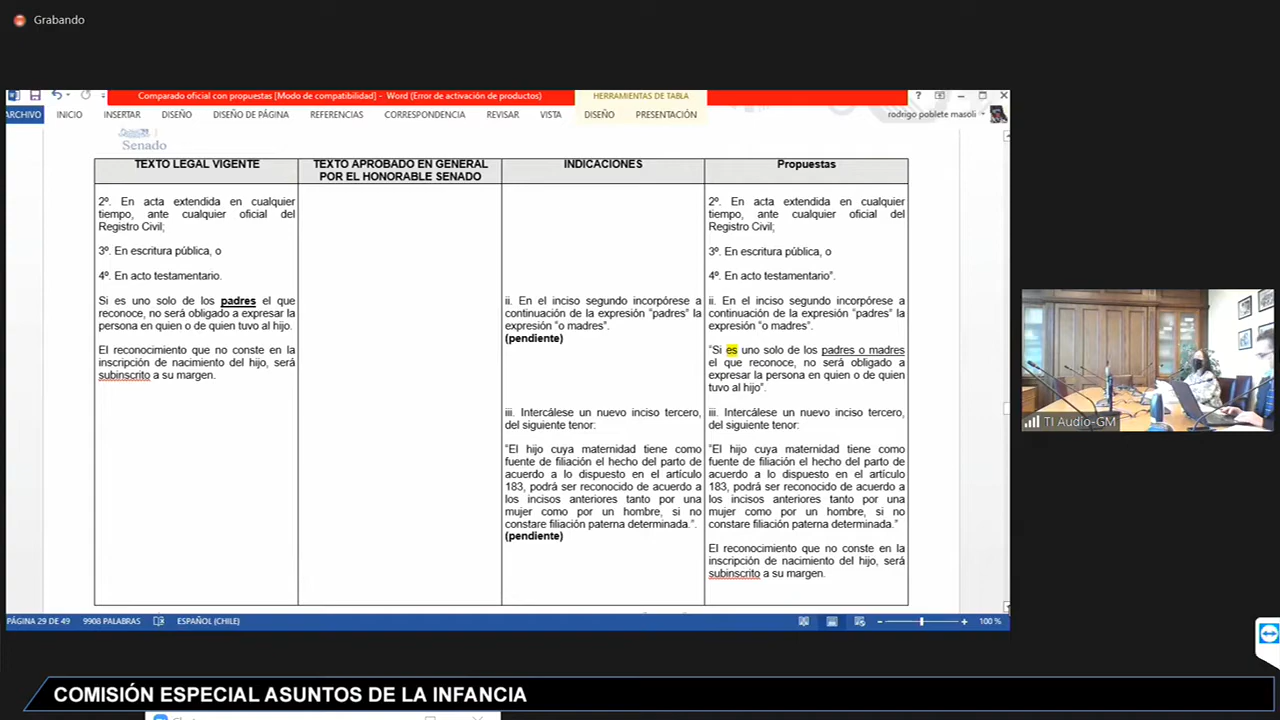 Grabando
Comparado oficial con propuestas [Modo de compatibilidad] - Word (Error de activación de productos)
HERRAMIENTAS DE TABLA
ARCHIVO INICIO INSERTAR DISEÑO DISEÑO DE PÁGINA REFERENCIAS CORRESPONDENCIA REVISAR VISTA DISEÑO PRESENTACIÓN
rodrigo poblete masoli
Senado
TEXTO LEGAL VIGENTE
TEXTO APROBADO EN GENERAL
POR EL HONORABLE SENADO
INDICACIONES
Propuestas
2º. En acta extendida en cualquier
tiempo, ante cualquier oficial del
Registro Civil;
3º. En escritura pública, o
4º. En acto testamentario.
Si es uno solo de los padres el que
reconoce, no será obligado a expresar la
persona en quien o de quien tuvo al hijo.
El reconocimiento que no conste en la
inscripción de nacimiento del hijo, será
subinscrito a su margen.
ii. En el inciso segundo incorpórese a
continuación de la expresión “padres” la
expresión “o madres”.
(pendiente)
iii. Intercálese un nuevo inciso tercero,
del siguiente tenor:
“El hijo cuya maternidad tiene como
fuente de filiación el hecho del parto de
acuerdo a lo dispuesto en el artículo
183, podrá ser reconocido de acuerdo a
los incisos anteriores tanto por una
mujer como por un hombre, si no
constare filiación paterna determinada.”.
(pendiente)
2º. En acta extendida en cualquier
tiempo, ante cualquier oficial del
Registro Civil;
3º. En escritura pública, o
4º. En acto testamentario”.
ii. En el inciso segundo incorpórese a
continuación de la expresión “padres” la
expresión “o madres”.
“Si es uno solo de los padres o madres
el que reconoce, no será obligado a
expresar la persona en quien o de quien
tuvo al hijo”.
iii. Intercálese un nuevo inciso tercero,
del siguiente tenor:
“El hijo cuya maternidad tiene como
fuente de filiación el hecho del parto de
acuerdo a lo dispuesto en el artículo
183, podrá ser reconocido de acuerdo a
los incisos anteriores tanto por una
mujer como por un hombre, si no
constare filiación paterna determinada.”
El reconocimiento que no conste en la
inscripción de nacimiento del hijo, será
subinscrito a su margen.
PÁGINA 29 DE 49 9908 PALABRAS ESPAÑOL (CHILE) 100 %
TI Audio-GM
COMISIÓN ESPECIAL ASUNTOS DE LA INFANCIA